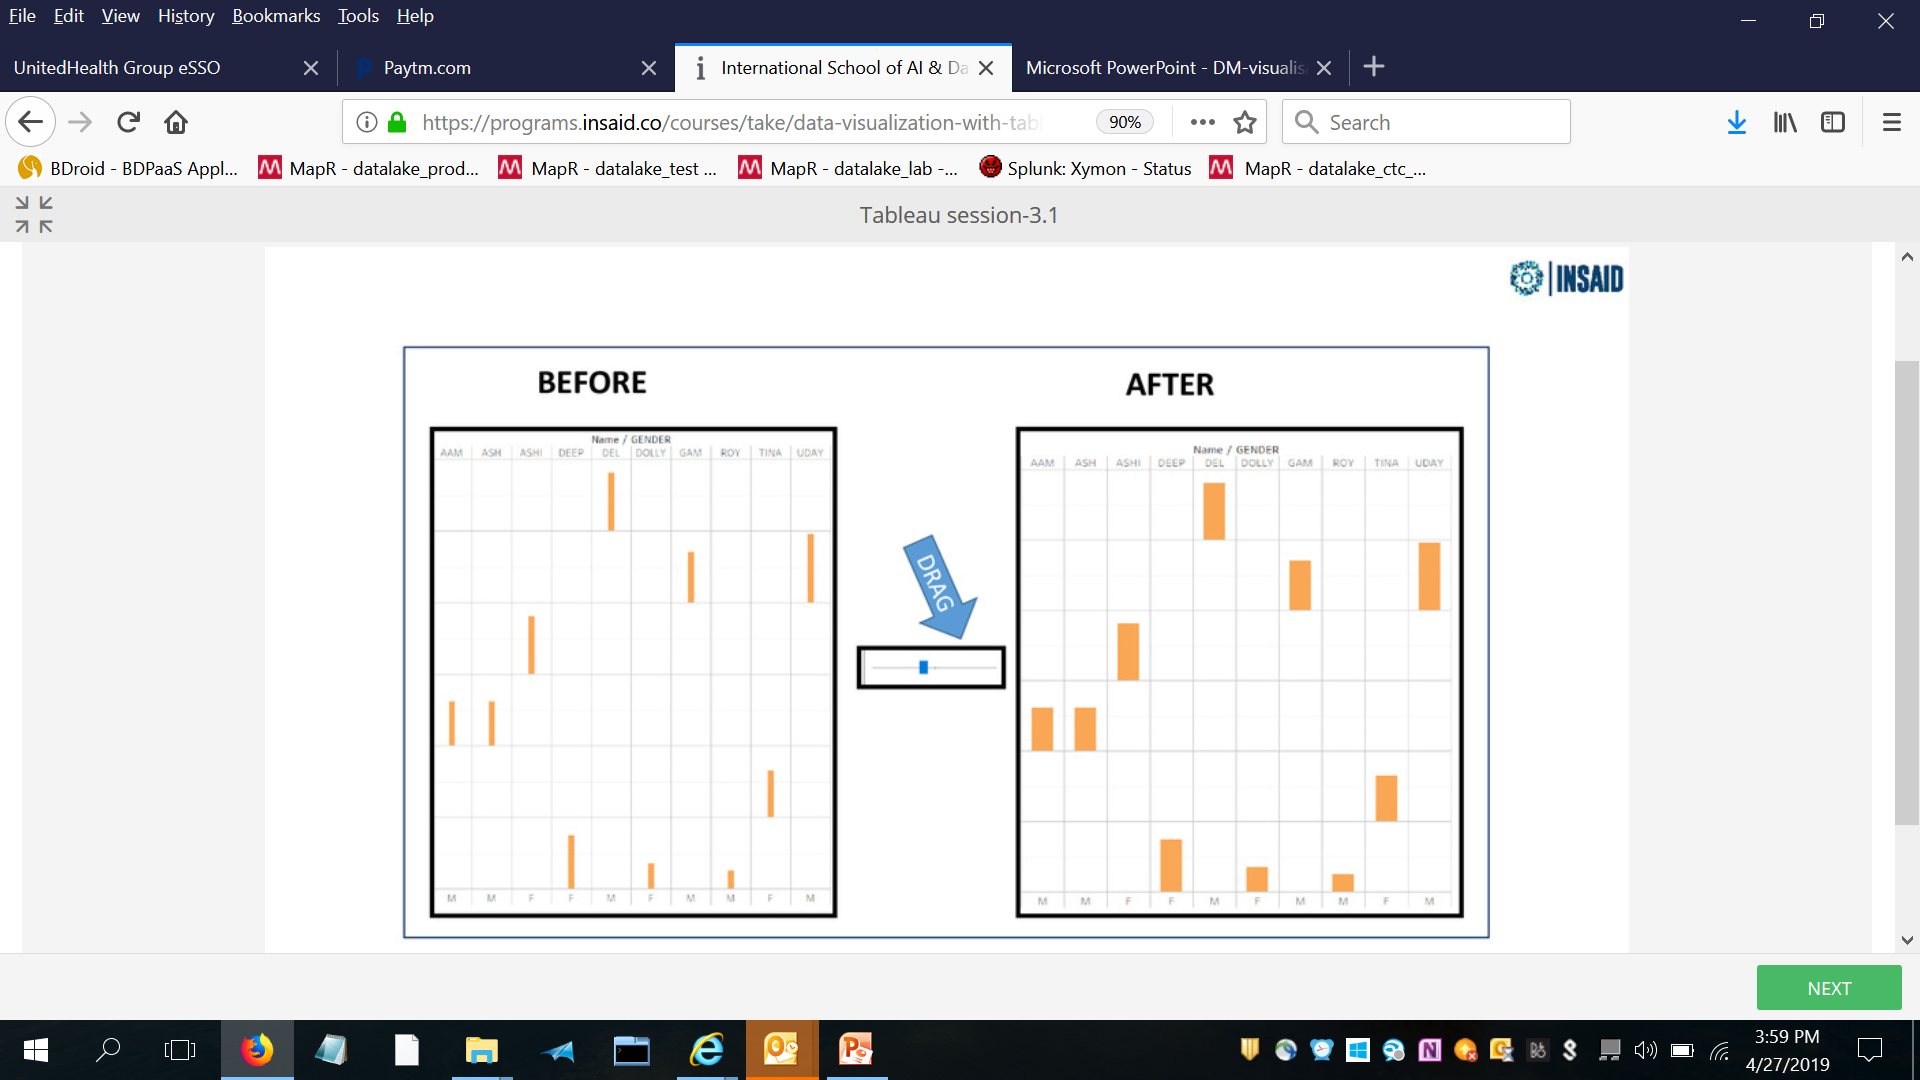 File Edit View History Bookmarks Tools Help
UnitedHealth Group eSSO
Paytm.com
International School of AI & Da
Microsoft PowerPoint - DM-visualis
https://programs.insaid.co/courses/take/data-visualization-with-tabl
90%
Search
BDroid - BDPaaS Appl...
MapR - datalake_prod...
MapR - datalake_test ...
MapR - datalake_lab -...
Splunk: Xymon - Status
MapR - datalake_ctc_...
Tableau session-3.1
INSAID
BEFORE
Name / GENDER
AAM ASH ASHI DEEP DEL DOLLY GAM ROY TINA UDAY
M M F F M F M M F M
DRAG
AFTER
Name / GENDER
AAM ASH ASHI DEEP DEL DOLLY GAM ROY TINA UDAY
M M F F M F M M F M
NEXT
3:59 PM
4/27/2019